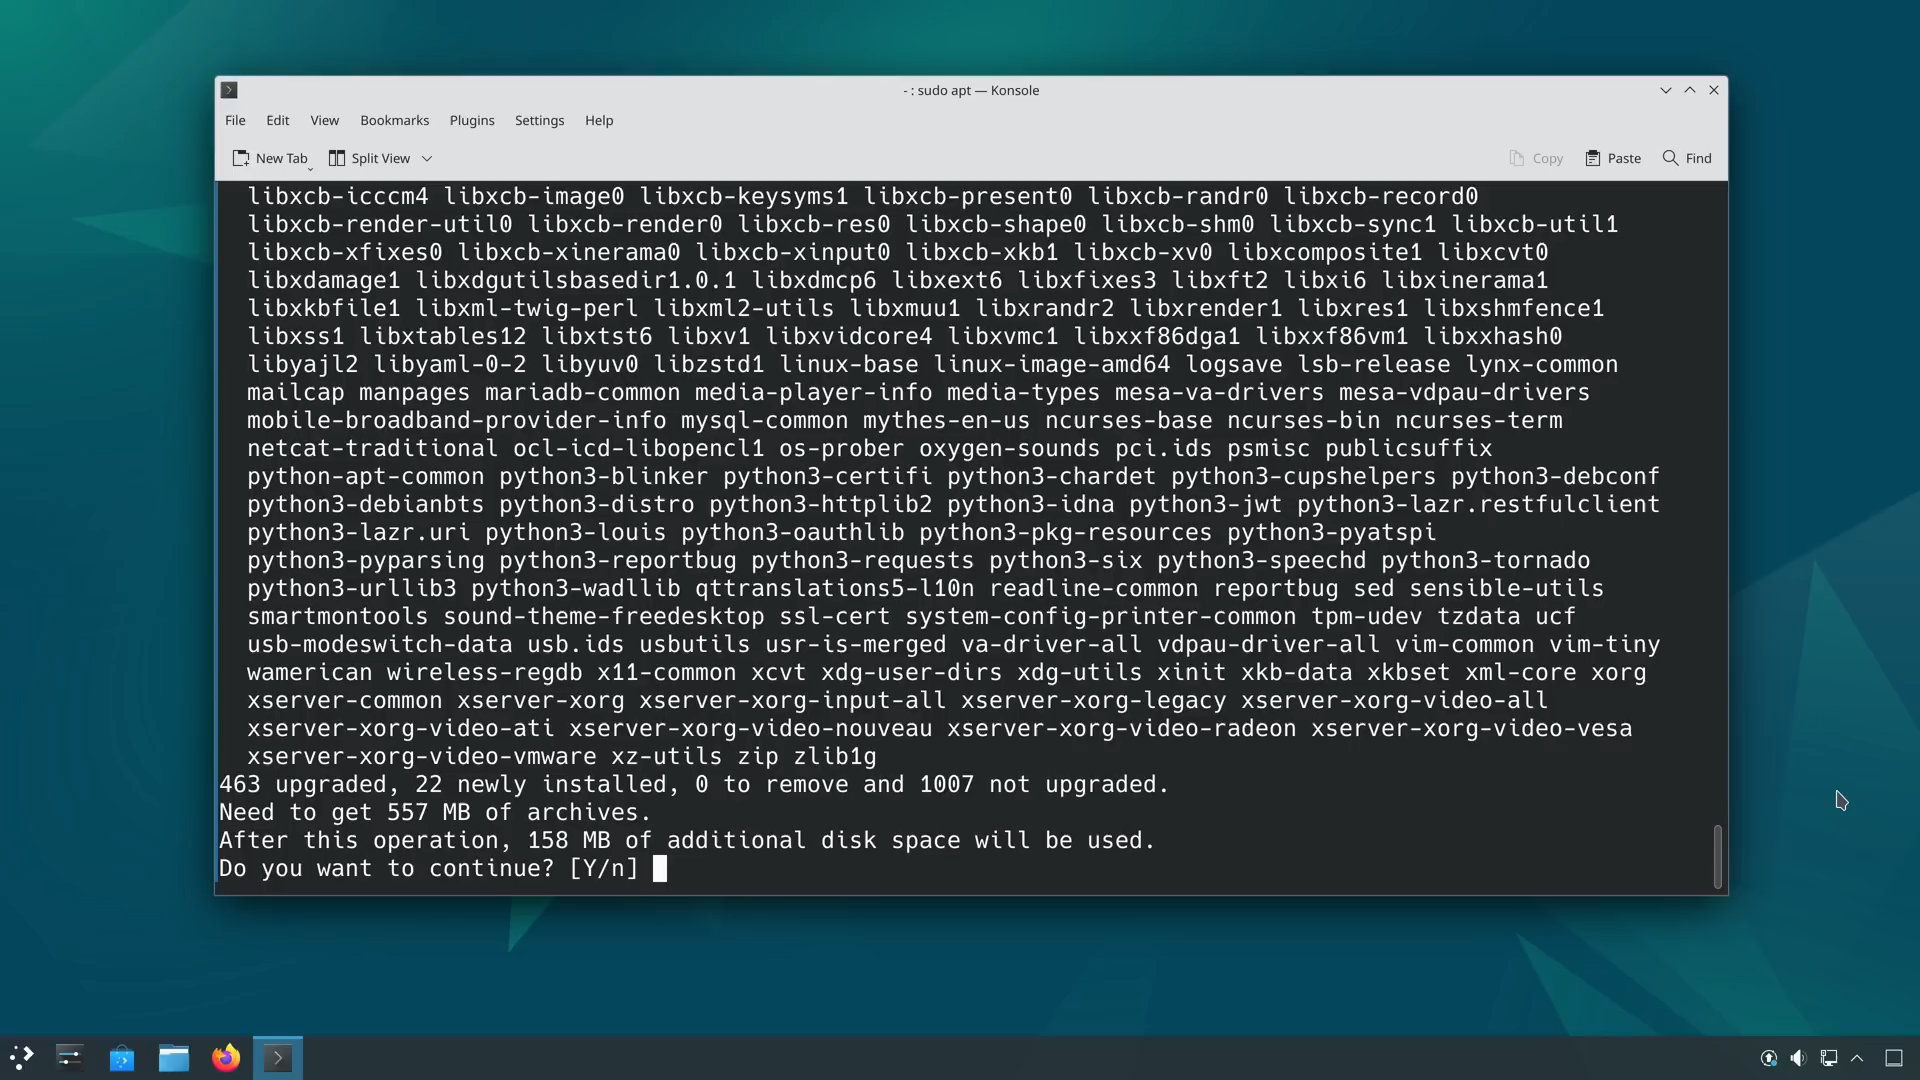 - : sudo apt — Konsole
File Edit View Bookmarks Plugins Settings Help
New Tab Split View Copy Paste Find
libxcb-icccm4 libxcb-image0 libxcb-keysyms1 libxcb-present0 libxcb-randr0 libxcb-record0
libxcb-render-util0 libxcb-render0 libxcb-res0 libxcb-shape0 libxcb-shm0 libxcb-sync1 libxcb-util1
libxcb-xfixes0 libxcb-xinerama0 libxcb-xinput0 libxcb-xkb1 libxcb-xv0 libxcomposite1 libxcvt0
libxdamage1 libxdgutilsbasedir1.0.1 libxdmcp6 libxext6 libxfixes3 libxft2 libxi6 libxinerama1
libxkbfile1 libxml-twig-perl libxml2-utils libxmuu1 libxrandr2 libxrender1 libxres1 libxshmfence1
libxss1 libxtables12 libxtst6 libxv1 libxvidcore4 libxvmc1 libxxf86dga1 libxxf86vm1 libxxhash0
libyajl2 libyaml-0-2 libyuv0 libzstd1 linux-base linux-image-amd64 logsave lsb-release lynx-common
mailcap manpages mariadb-common media-player-info media-types mesa-va-drivers mesa-vdpau-drivers
mobile-broadband-provider-info mysql-common mythes-en-us ncurses-base ncurses-bin ncurses-term
netcat-traditional ocl-icd-libopencl1 os-prober oxygen-sounds pci.ids psmisc publicsuffix
python-apt-common python3-blinker python3-certifi python3-chardet python3-cupshelpers python3-debconf
python3-debianbts python3-distro python3-httplib2 python3-idna python3-jwt python3-lazr.restfulclient
python3-lazr.uri python3-louis python3-oauthlib python3-pkg-resources python3-pyatspi
python3-pyparsing python3-reportbug python3-requests python3-six python3-speechd python3-tornado
python3-urllib3 python3-wadllib qttranslations5-l10n readline-common reportbug sed sensible-utils
smartmontools sound-theme-freedesktop ssl-cert system-config-printer-common tpm-udev tzdata ucf
usb-modeswitch-data usb.ids usbutils usr-is-merged va-driver-all vdpau-driver-all vim-common vim-tiny
wamerican wireless-regdb x11-common xcvt xdg-user-dirs xdg-utils xinit xkb-data xkbset xml-core xorg
xserver-common xserver-xorg xserver-xorg-input-all xserver-xorg-legacy xserver-xorg-video-all
xserver-xorg-video-ati xserver-xorg-video-nouveau xserver-xorg-video-radeon xserver-xorg-video-vesa
xserver-xorg-video-vmware xz-utils zip zlib1g
463 upgraded, 22 newly installed, 0 to remove and 1007 not upgraded.
Need to get 557 MB of archives.
After this operation, 158 MB of additional disk space will be used.
Do you want to continue? [Y/n]